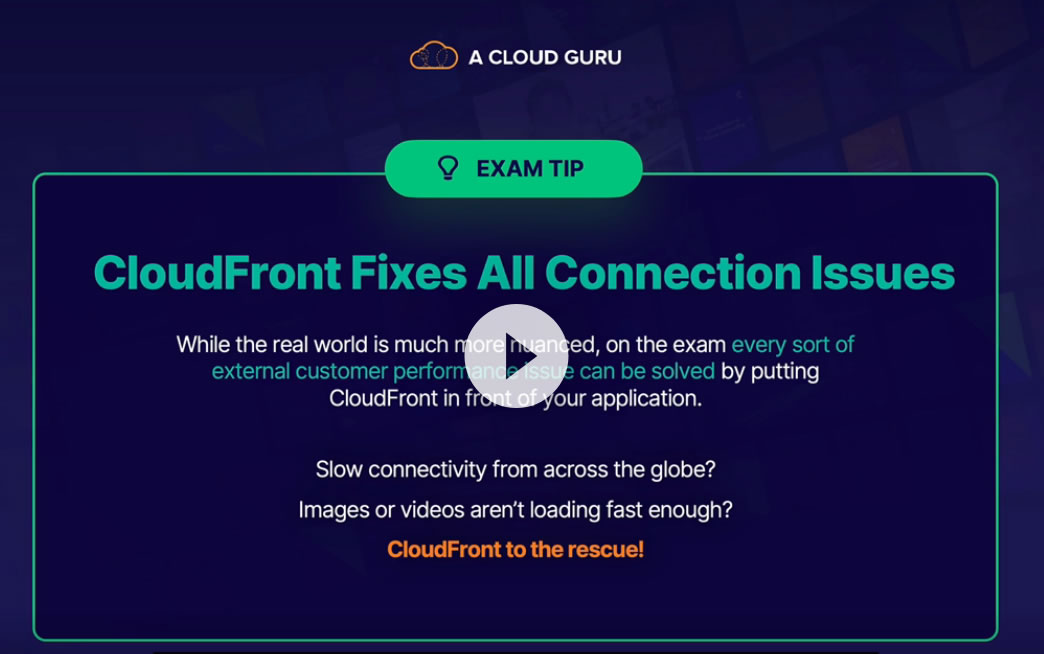 A CLOUD GURU
EXAM TIP
CloudFront Fixes All Connection Issues
While the real world is much more nuanced, on the exam every sort of
external customer performance issue can be solved by putting
CloudFront in front of your application.
Slow connectivity from across the globe?
Images or videos aren’t loading fast enough?
CloudFront to the rescue!